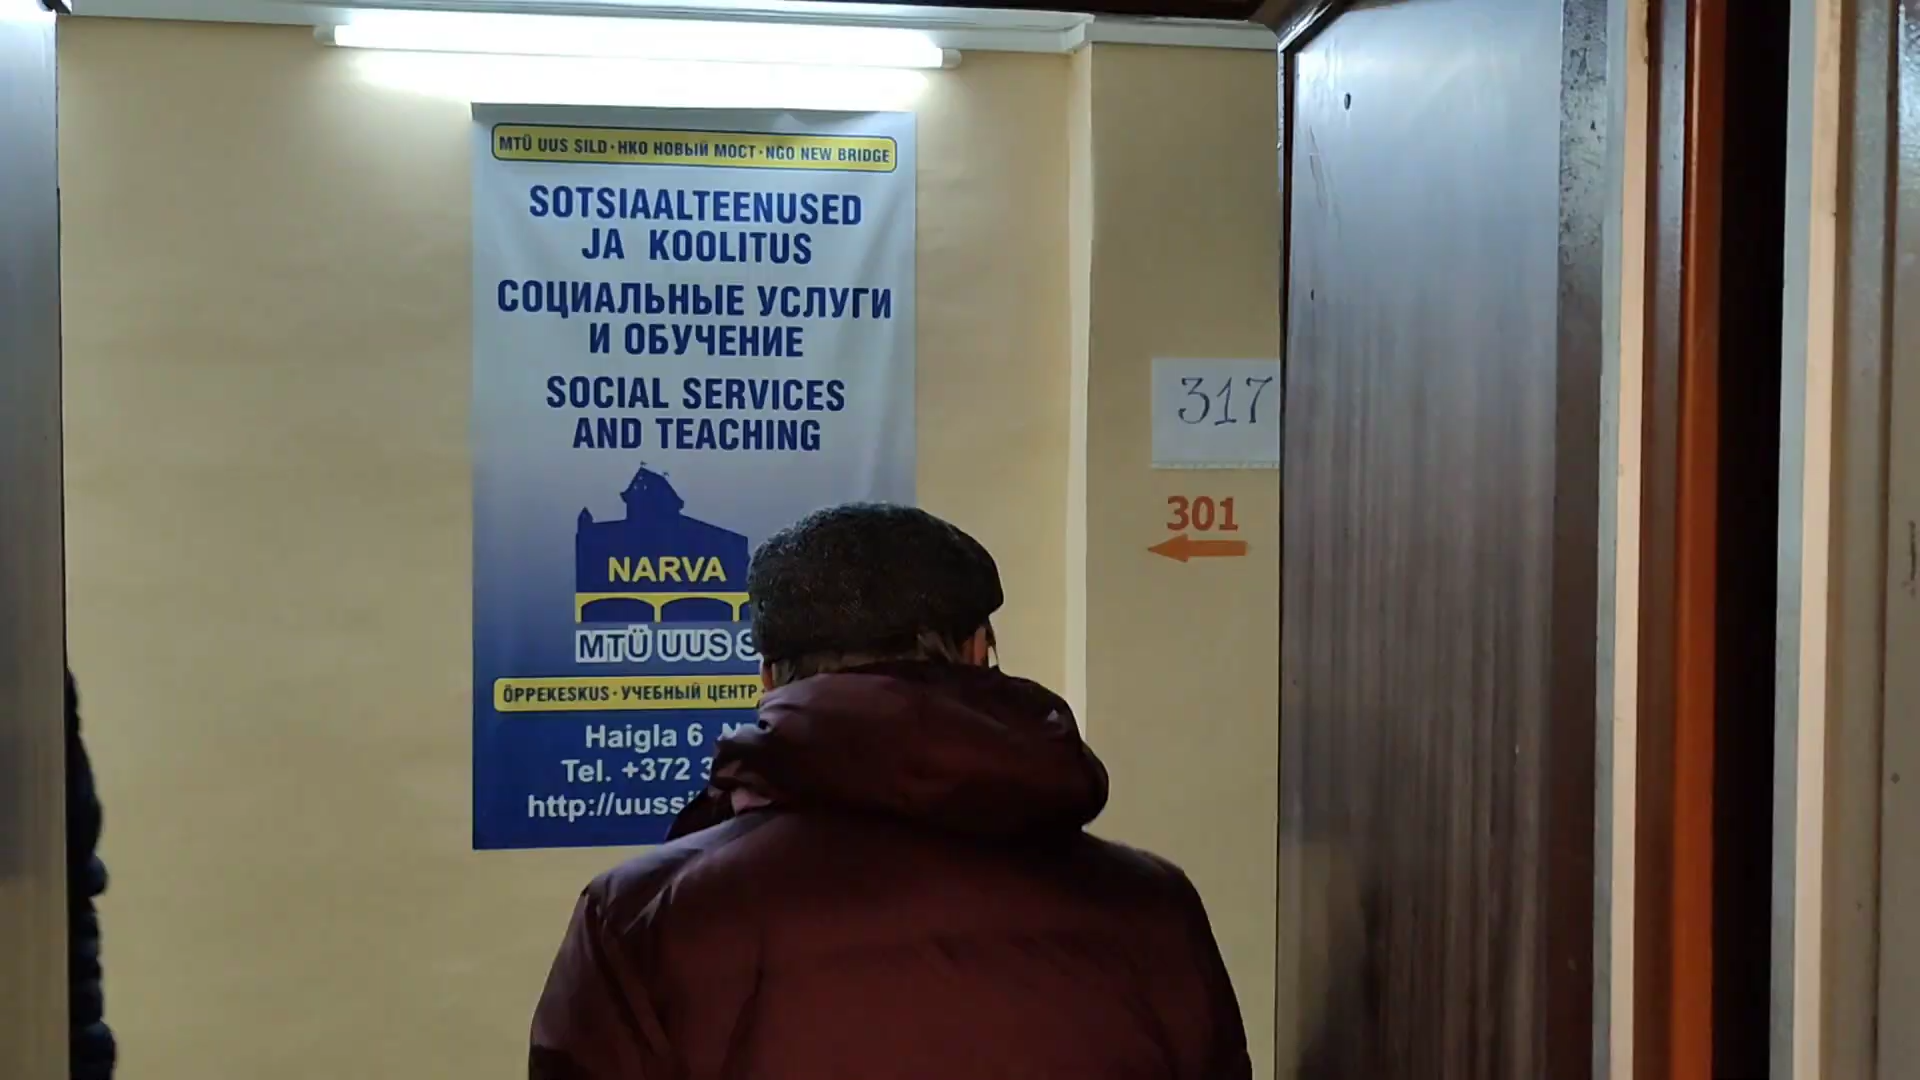 MTÜ UUS SILD · НКО НОВЫЙ МОСТ · NGO NEW BRIDGE
SOTSIAALTEENUSED
JA KOOLITUS
СОЦИАЛЬНЫЕ УСЛУГИ
И ОБУЧЕНИЕ
SOCIAL SERVICES
AND TEACHING
NARVA
MTÜ UUS
ÕPPEKESKUS · УЧЕБНЫЙ ЦЕНТР
Haigla 6
Tel. +372
317
301